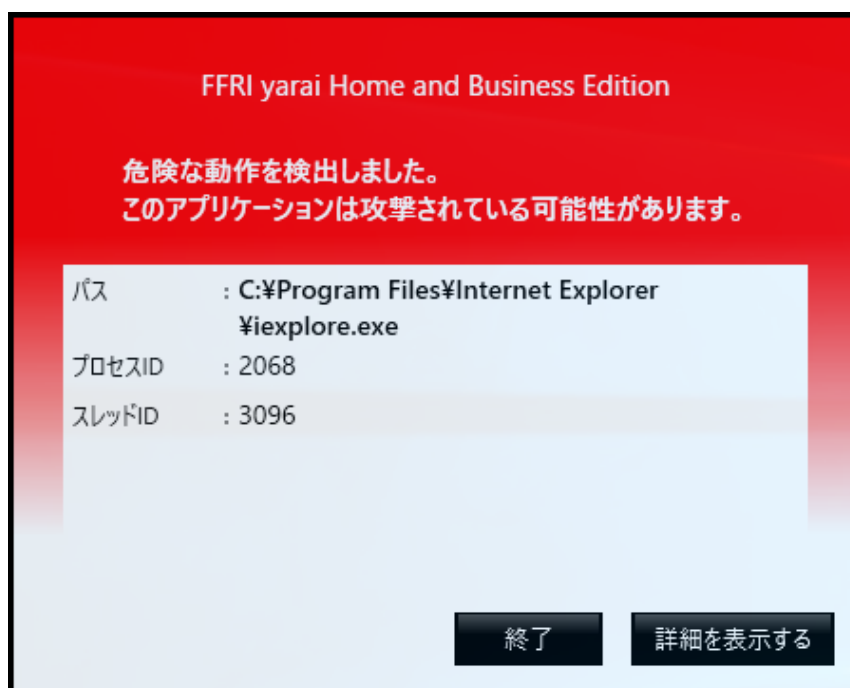 FFRI yarai Home and Business Edition
危険な動作を検出しました。
このアプリケーションは攻撃されている可能性があります。
パス : C:¥Program Files¥Internet Explorer
¥iexplore.exe
プロセスID : 2068
スレッドID : 3096
終了 詳細を表示する